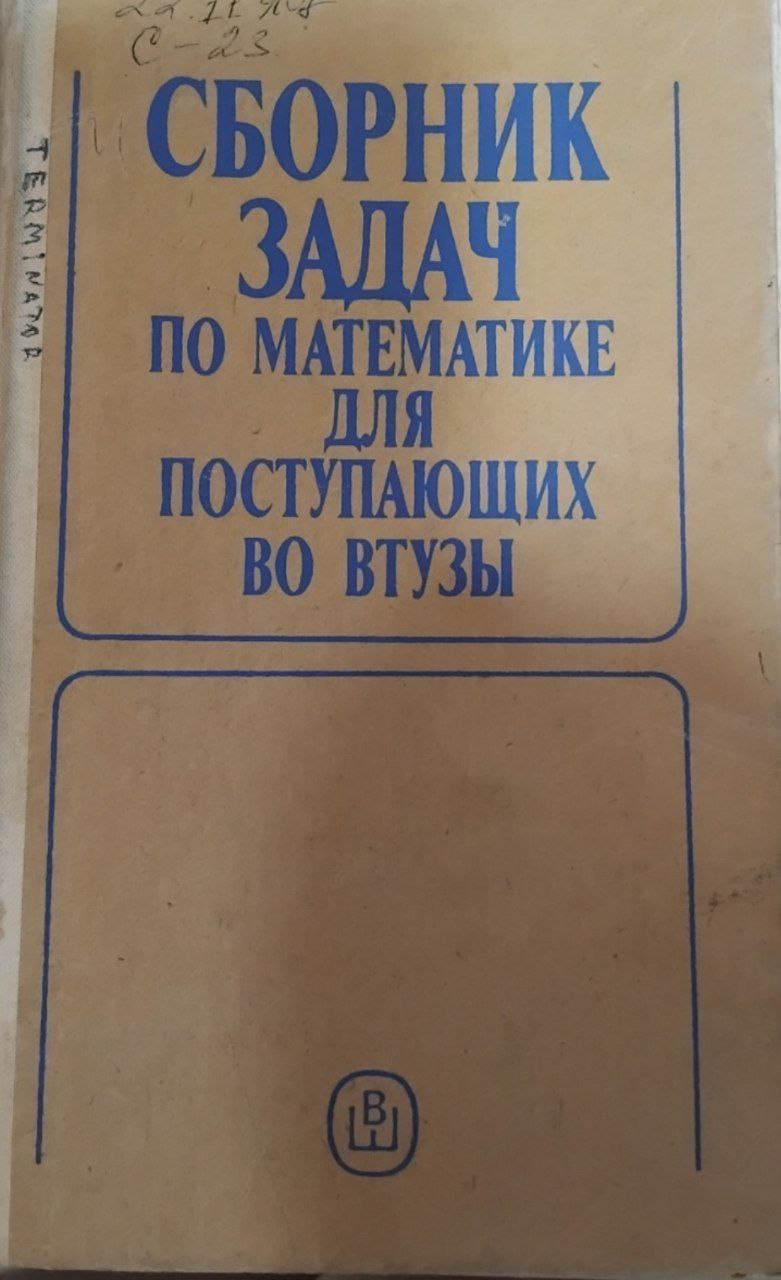 С-23
СБОРНИК
ЗАДАЧ
ПО МАТЕМАТИКЕ
ДЛЯ
ПОСТУПАЮЩИХ
ВО ВТУЗЫ
TERMINATOR
ВШ